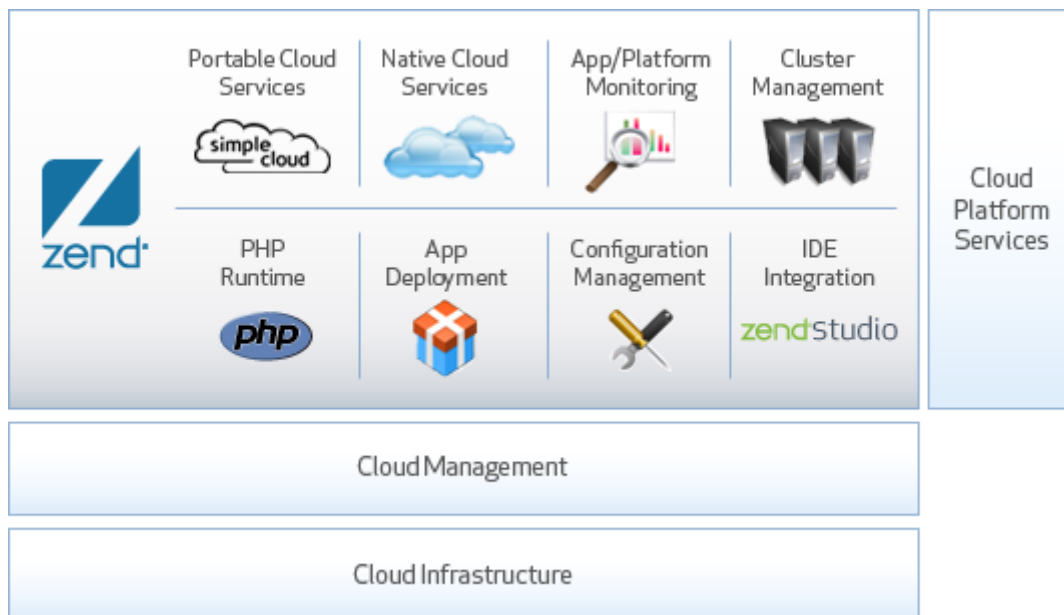 Portable Cloud
Services
simple
cloud
Native Cloud
Services
App/Platform
Monitoring
Cluster
Management
zend
PHP
Runtime
php
App
Deployment
Configuration
Management
IDE
Integration
zend studio
Cloud
Platform
Services
Cloud Management
Cloud Infrastructure